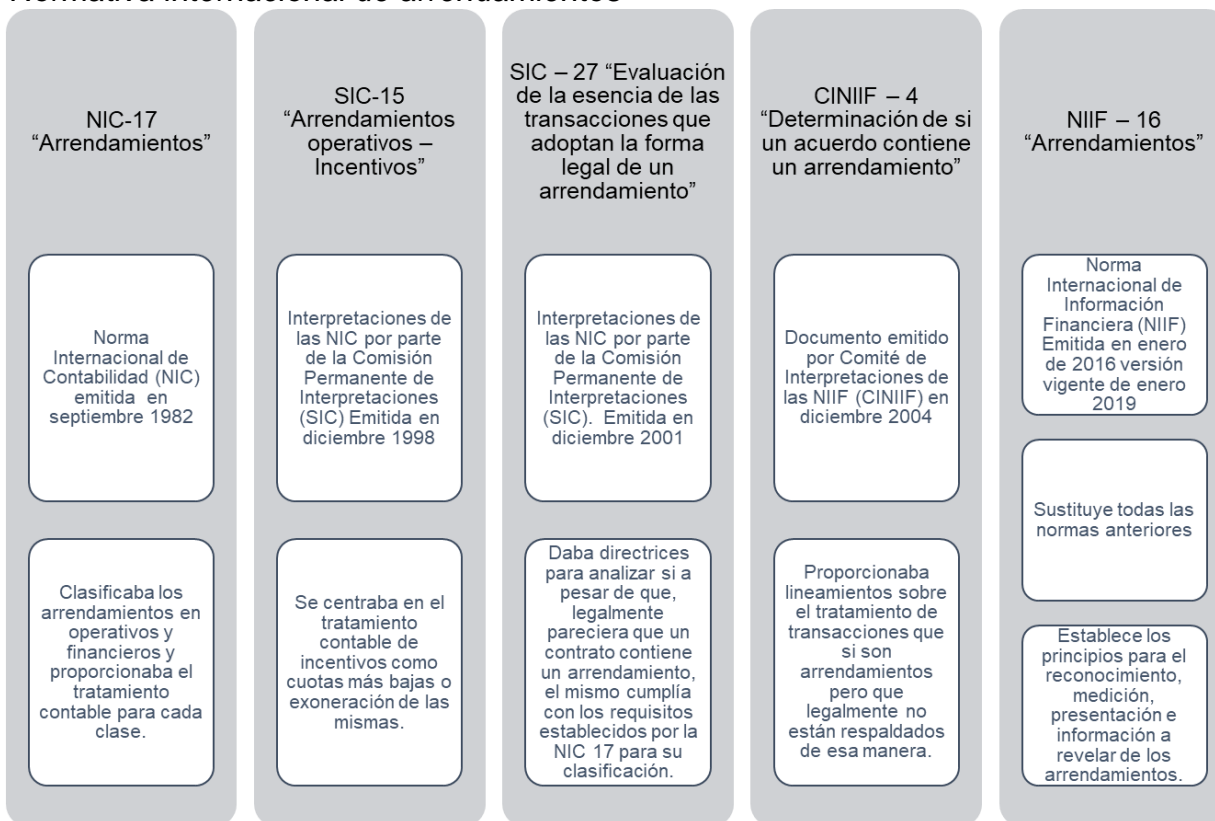 Normativa internacional de arrendamientos
NIC-17
“Arrendamientos”
Norma
Internacional de
Contabilidad (NIC)
emitida en
septiembre 1982
Clasificaba los
arrendamientos en
operativos y
financieros y
proporcionaba el
tratamiento
contable para cada
clase.
SIC-15
“Arrendamientos
operativos –
Incentivos”
Interpretaciones de
las NIC por parte
de la Comisión
Permanente de
Interpretaciones
(SIC) Emitida en
diciembre 1998
Se centraba en el
tratamiento
contable de
incentivos como
cuotas más bajas o
exoneración de las
mismas.
SIC – 27 “Evaluación
de la esencia de las
transacciones que
adoptan la forma
legal de un
arrendamiento”
Interpretaciones de
las NIC por parte
de la Comisión
Permanente de
Interpretaciones
(SIC). Emitida en
diciembre 2001
Daba directrices
para analizar si a
pesar de que,
legalmente
pareciera que un
contrato contiene
un arrendamiento,
el mismo cumplía
con los requisitos
establecidos por la
NIC 17 para su
clasificación.
CINIIF – 4
“Determinación de si
un acuerdo contiene
un arrendamiento”
Documento emitido
por Comité de
Interpretaciones de
las NIIF (CINIIF) en
diciembre 2004
Proporcionaba
lineamientos sobre
el tratamiento de
transacciones que
si son
arrendamientos
pero que
legalmente no
están respaldados
de esa manera.
NIIF – 16
“Arrendamientos”
Norma
Internacional de
Información
Financiera (NIIF)
Emitida en enero
de 2016 versión
vigente de enero
2019
Sustituye todas las
normas anteriores
Establece los
principios para el
reconocimiento,
medición,
presentación e
información a
revelar de los
arrendamientos.